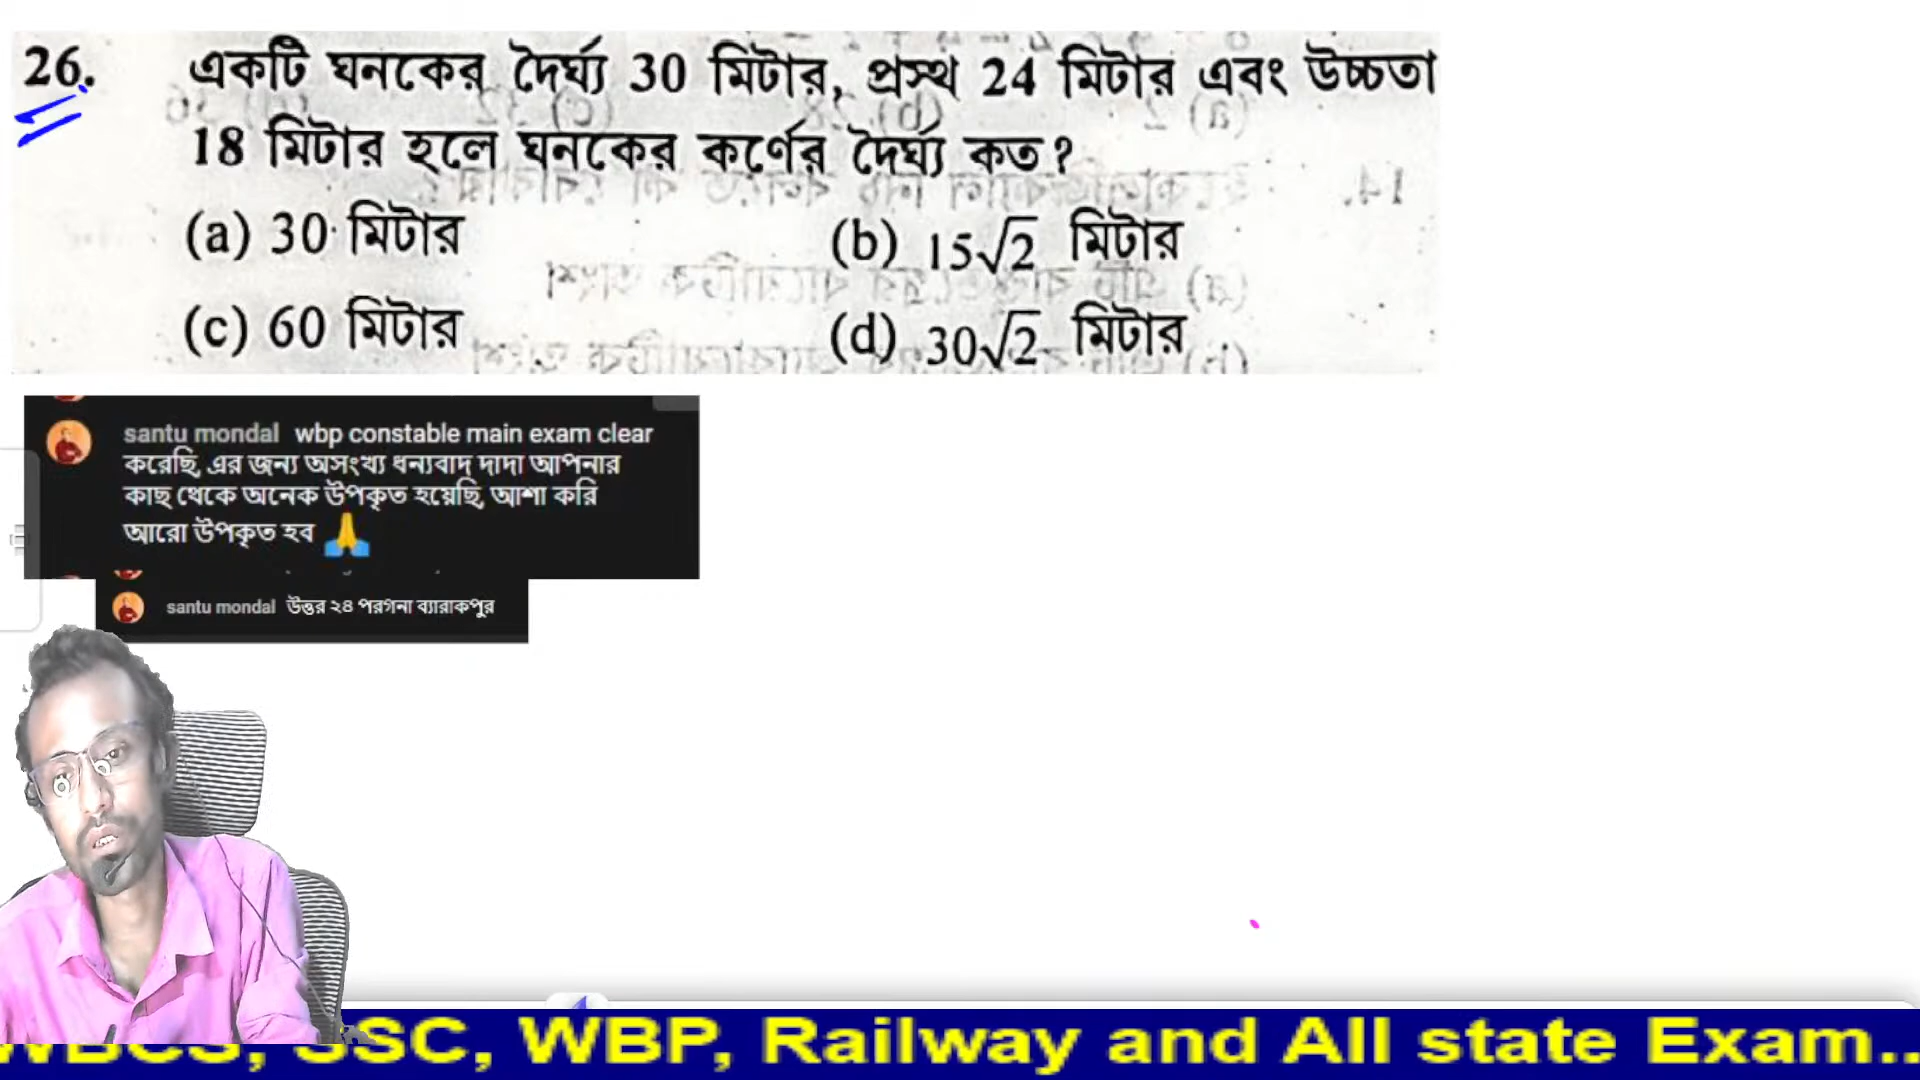 26. একটি ঘনকের দৈর্ঘ্য 30 মিটার, প্রস্থ 24 মিটার এবং উচ্চতা
18 মিটার হলে ঘনকের কর্ণের দৈর্ঘ্য কত?
(a) 30 মিটার (b) 15√2 মিটার
(c) 60 মিটার (d) 30√2 মিটার
santu mondal wbp constable main exam clear
করেছি, এর জন্য অসংখ্য ধন্যবাদ দাদা আপনার
কাছ থেকে অনেক উপকৃত হয়েছি, আশা করি
আরো উপকৃত হব 🙏
santu mondal উত্তর ২৪ পরগনা ব্যারাকপুর
WBCS, SSC, WBP, Railway and All state Exam..